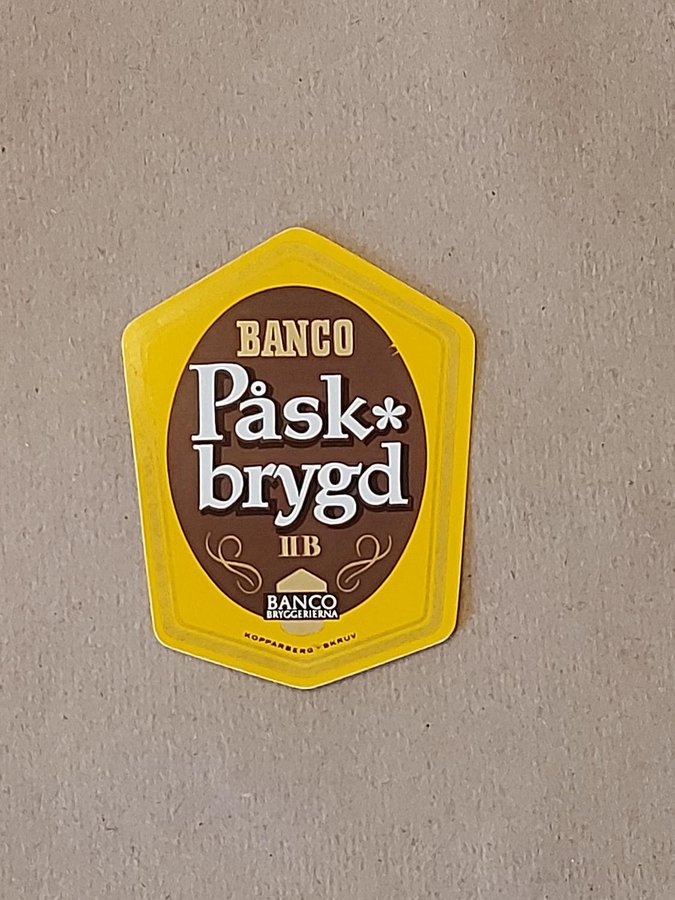 BANCO
Påsk*
brygd
II B
BANCO
BRYGGERIERNA
KOPPARBERG - SKRUV